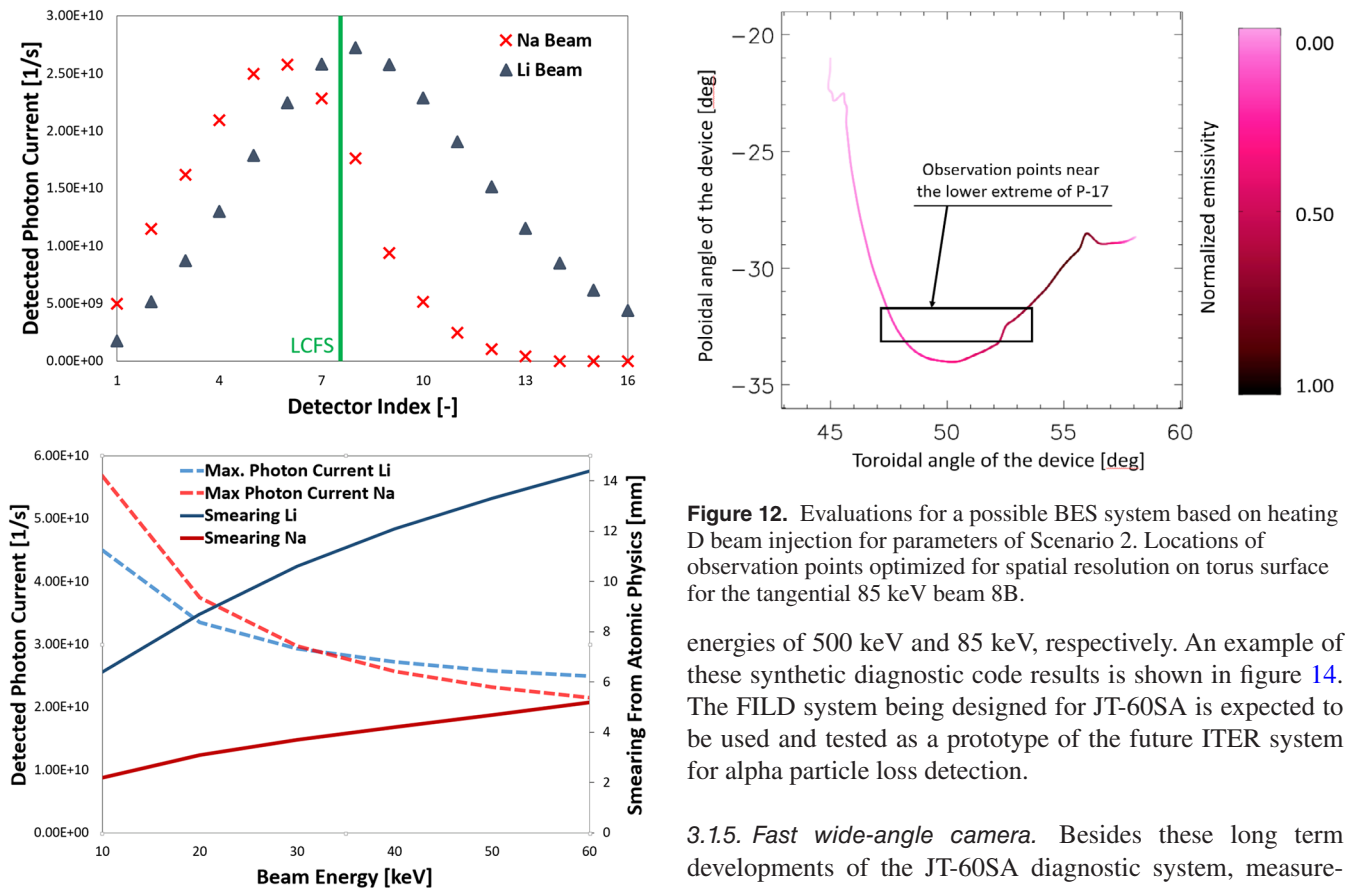 3.00E+10
2.50E+10
2.00E+10
1.50E+10
1.00E+10
5.00E+09
0.00E+00
Detected Photon Current [1/s]
Na Beam
Li Beam
LCFS
1 4 7 10 13 16
Detector Index [-]
6.00E+10
5.00E+10
4.00E+10
3.00E+10
2.00E+10
1.00E+10
0.00E+00
Detected Photon Current [1/s]
Max. Photon Current Li
Max Photon Current Na
Smearing Li
Smearing Na
14
12
10
8
6
4
2
0
Smearing From Atomic Physics [mm]
10 20 30 40 50 60
Beam Energy [keV]
−20
−25
−30
−35
Poloidal angle of the device [deg]
Observation points near
the lower extreme of P-17
45 50 55 60
Toroidal angle of the device [deg]
Normalized emissivity
0.00
0.50
1.00
Figure 12. Evaluations for a possible BES system based on heating
D beam injection for parameters of Scenario 2. Locations of
observation points optimized for spatial resolution on torus surface
for the tangential 85 keV beam 8B.
energies of 500 keV and 85 keV, respectively. An example of
these synthetic diagnostic code results is shown in figure 14.
The FILD system being designed for JT-60SA is expected to
be used and tested as a prototype of the future ITER system
for alpha particle loss detection.
3.1.5. Fast wide-angle camera. Besides these long term
developments of the JT-60SA diagnostic system, measure-